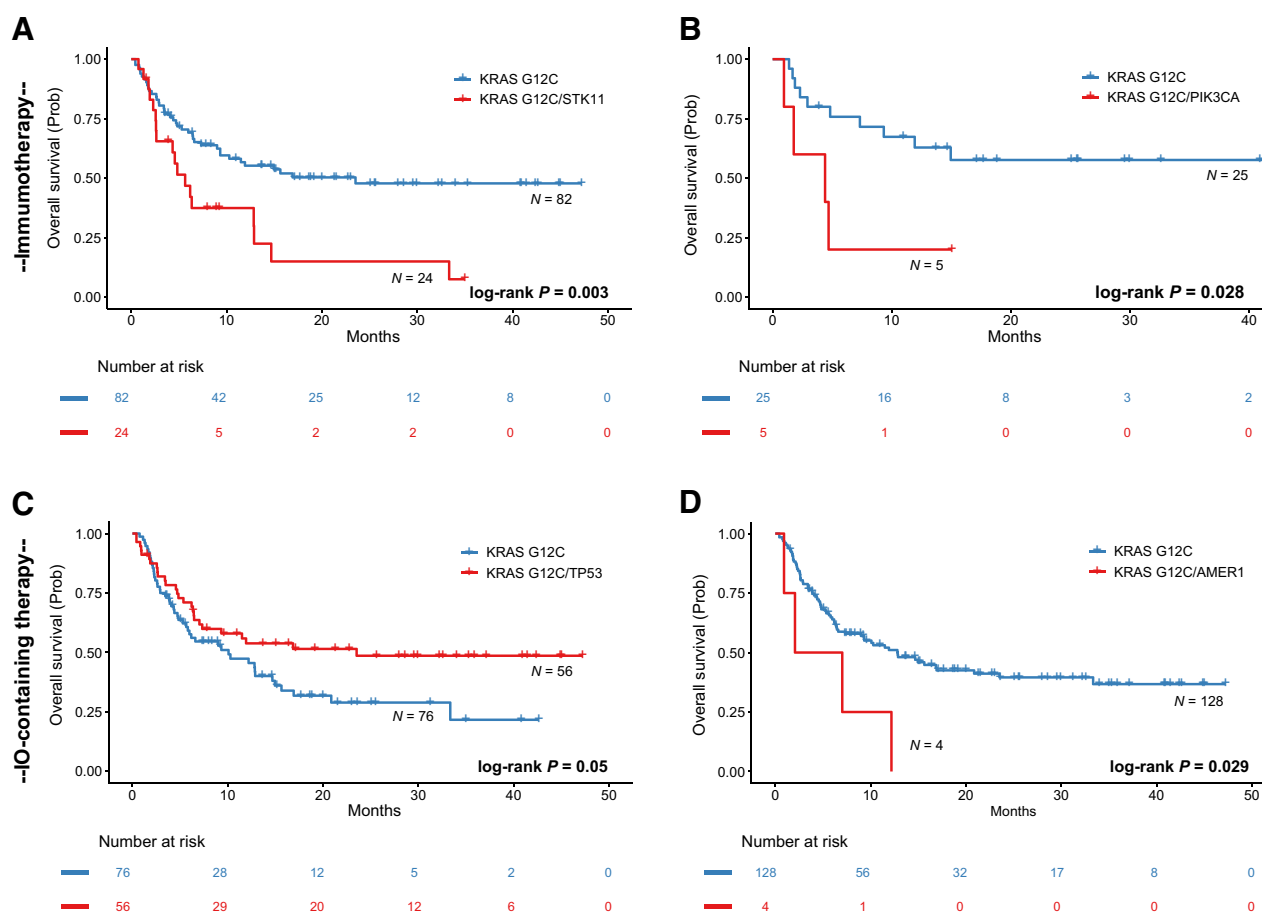 A
--Immunotherapy--
Overall survival (Prob)
1.00
0.75
0.50
0.25
0.00
KRAS G12C
KRAS G12C/STK11
N = 82
N = 24
log-rank P = 0.003
0 10 20 30 40 50
Months
Number at risk
82 42 25 12 8 0
24 5 2 2 0 0
B
Overall survival (Prob)
1.00
0.75
0.50
0.25
0.00
KRAS G12C
KRAS G12C/PIK3CA
N = 25
N = 5
log-rank P = 0.028
0 10 20 30 40
Months
Number at risk
25 16 8 3 2
5 1 0 0 0
C
--IO-containing therapy--
Overall survival (Prob)
1.00
0.75
0.50
0.25
0.00
KRAS G12C
KRAS G12C/TP53
N = 56
N = 76
log-rank P = 0.05
0 10 20 30 40 50
Months
Number at risk
76 28 12 5 2 0
56 29 20 12 6 0
D
Overall survival (Prob)
1.00
0.75
0.50
0.25
0.00
KRAS G12C
KRAS G12C/AMER1
N = 128
N = 4
log-rank P = 0.029
0 10 20 30 40 50
Months
Number at risk
128 56 32 17 8 0
4 1 0 0 0 0